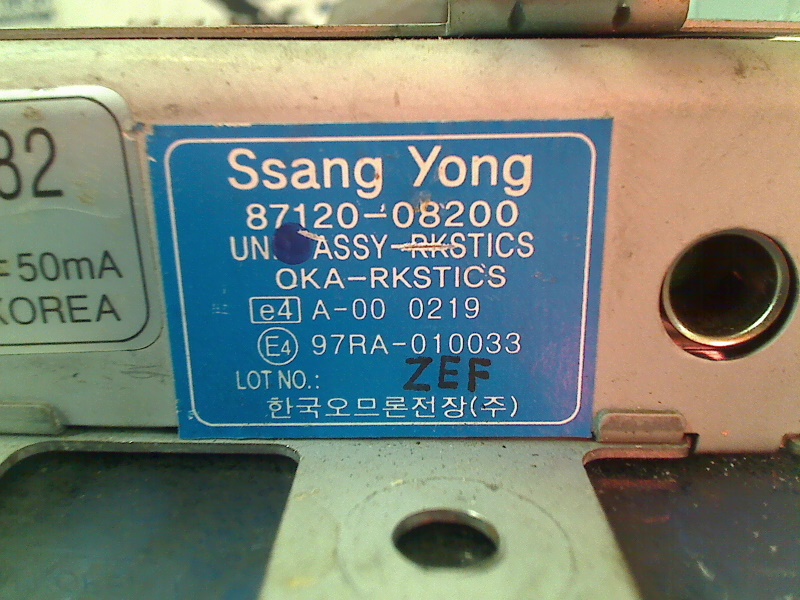 82
=50mA
KOREA
Ssang Yong
87120-08200
ASSY-RKSTICS
OKA-RKSTICS
e4 A-00 0219
E4 97RA-010033
LOT NO.: ZEF
한국오므론전장(주)